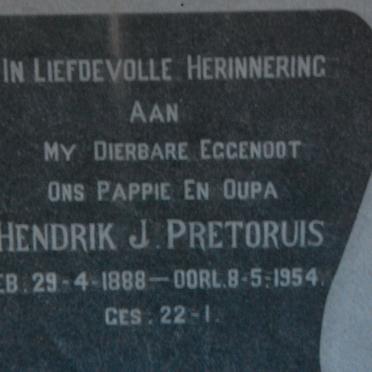 IN LIEFDEVOLLE HERINNERING
AAN
MY DIERBARE EGGENOOT
ONS PAPPIE EN OUPA
HENDRIK J. PRETORUIS
EB. 29-4-1888 — OORL. 8-5-1954.
GES. 22-1.